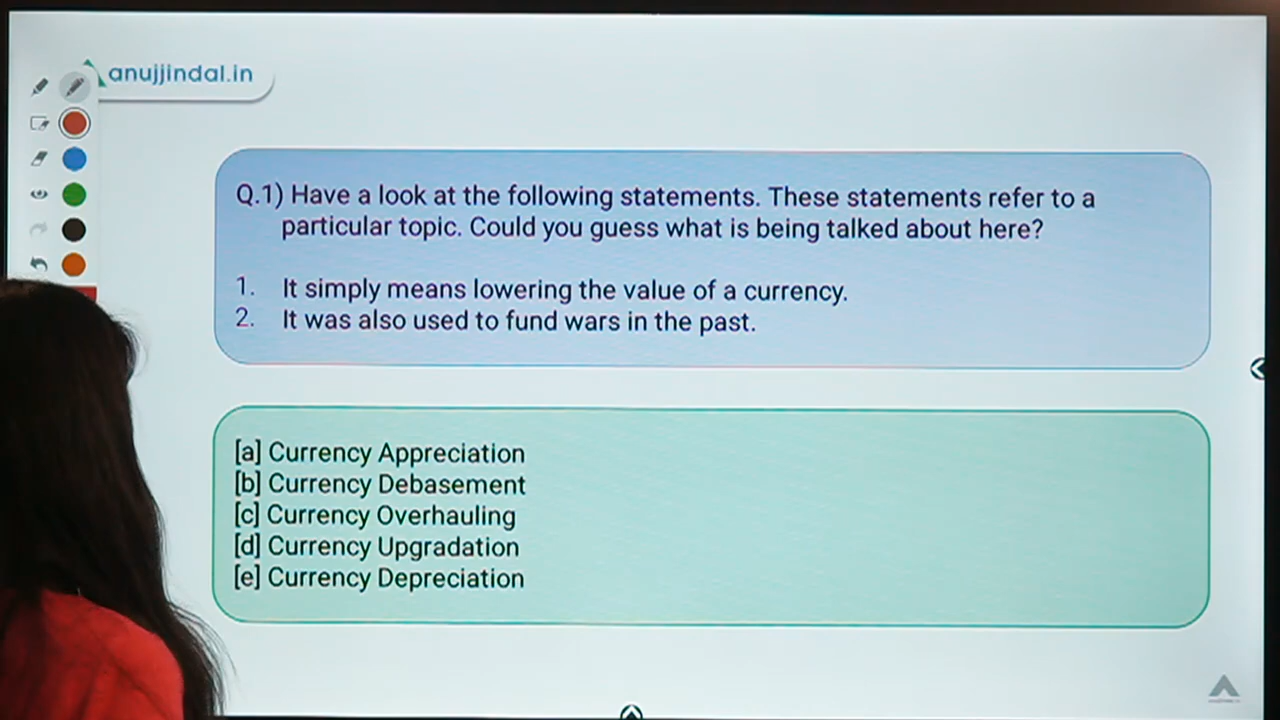 anujjindal.in
Q.1) Have a look at the following statements. These statements refer to a
particular topic. Could you guess what is being talked about here?
1. It simply means lowering the value of a currency.
2. It was also used to fund wars in the past.
[a] Currency Appreciation
[b] Currency Debasement
[c] Currency Overhauling
[d] Currency Upgradation
[e] Currency Depreciation